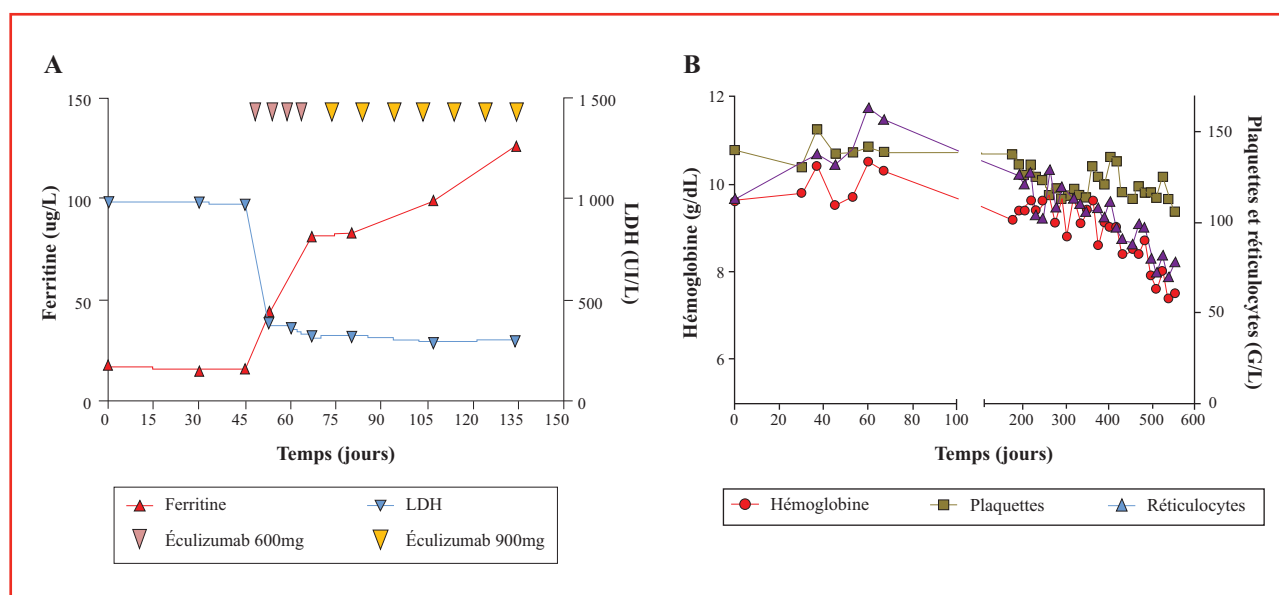 A
Ferritine (ug/L)
150
100
50
0
1 500
1 000
500
0
LDH (UI/L)
0 15 30 45 60 75 90 105 120 135 150
Temps (jours)
Ferritine
LDH
Éculizumab 600mg
Éculizumab 900mg
B
Hémoglobine (g/dL)
12
10
8
6
150
100
50
0
Plaquettes et
réticulocytes (G/L)
0 20 40 60 80 100 200 300 400 500 600
Temps (jours)
Hémoglobine
Plaquettes
Réticulocytes